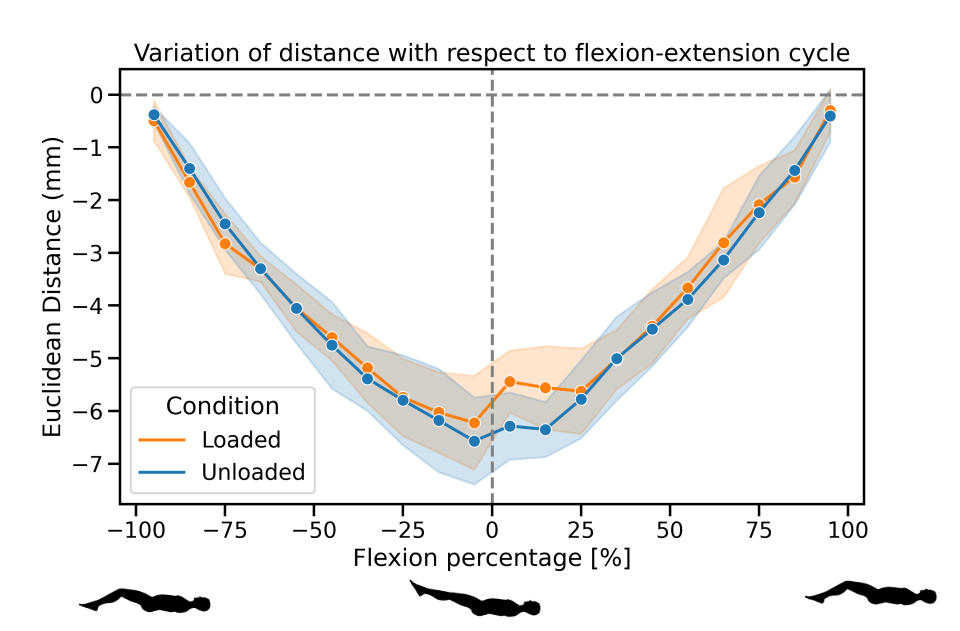 Variation of distance with respect to flexion-extension cycle
Euclidean Distance (mm)
0
−1
−2
−3
−4
−5
−6
−7
Condition
Loaded
Unloaded
−100 −75 −50 −25 0 25 50 75 100
Flexion percentage [%]